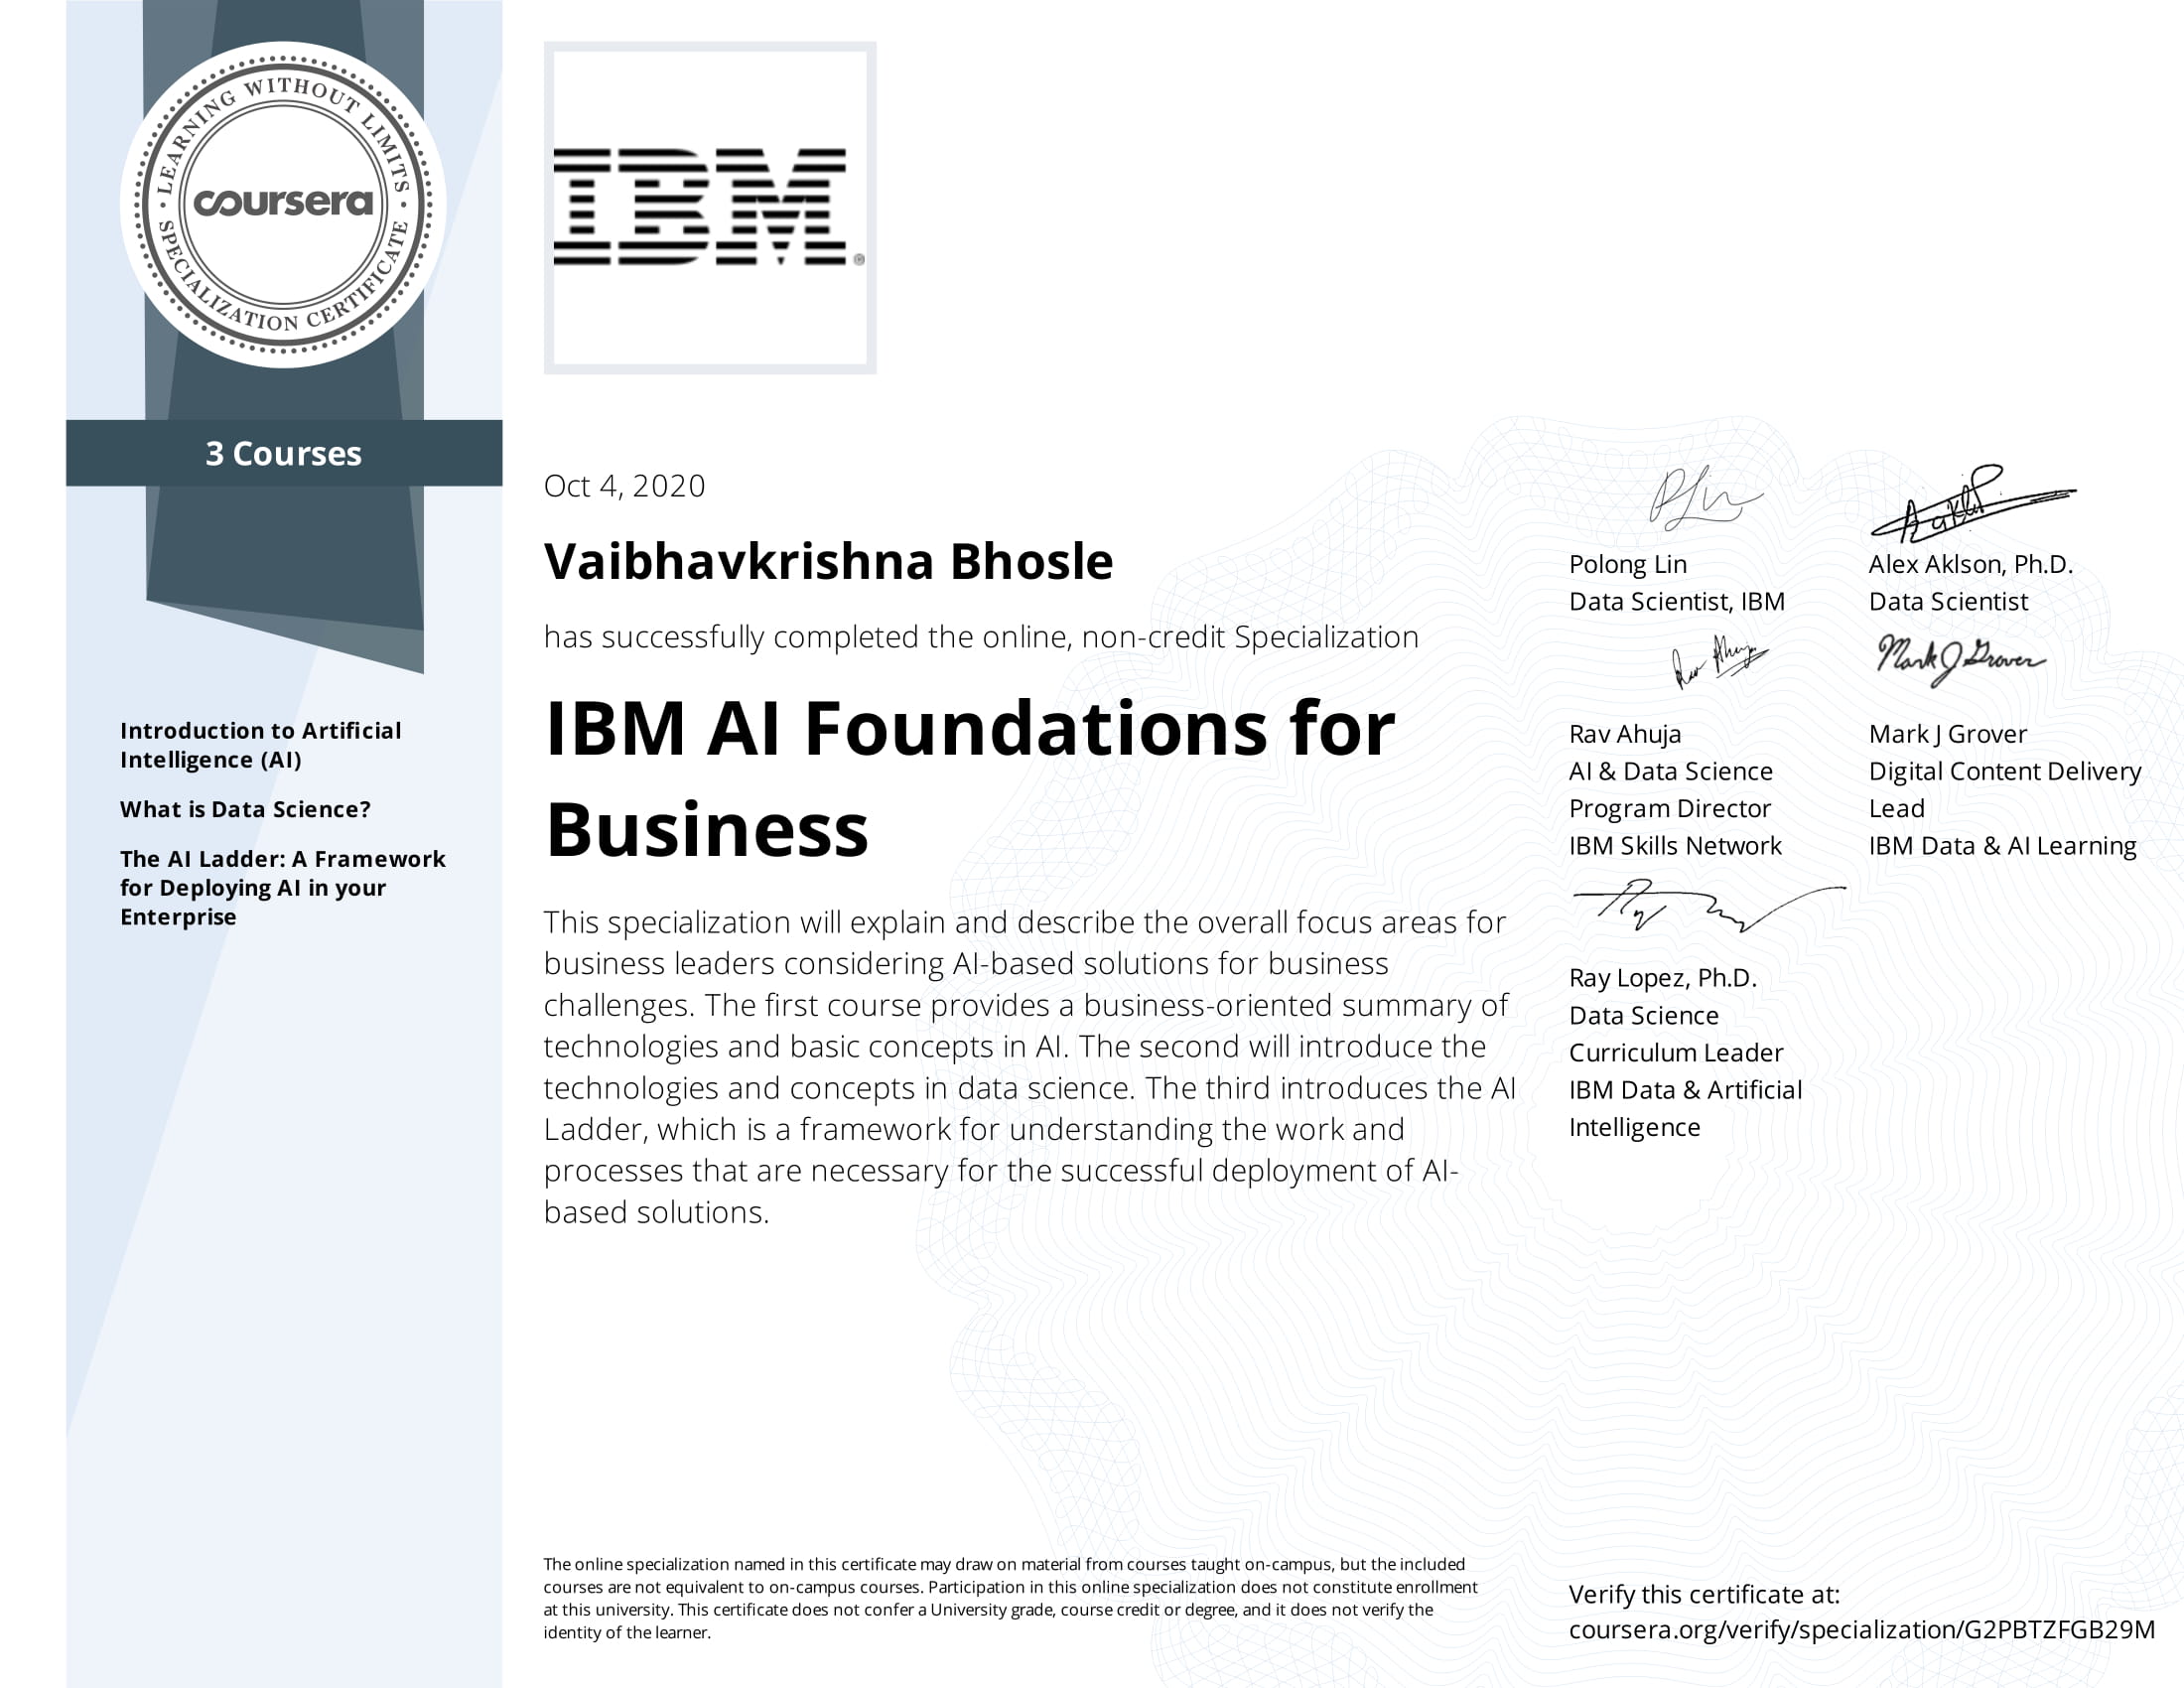 LEARNING WITHOUT LIMITS
coursera
SPECIALIZATION CERTIFICATE
3 Courses
Introduction to Artificial
Intelligence (AI)
What is Data Science?
The AI Ladder: A Framework
for Deploying AI in your
Enterprise
IBM®
Oct 4, 2020
Vaibhavkrishna Bhosle
has successfully completed the online, non-credit Specialization
IBM AI Foundations for
Business
This specialization will explain and describe the overall focus areas for
business leaders considering AI-based solutions for business
challenges. The first course provides a business-oriented summary of
technologies and basic concepts in AI. The second will introduce the
technologies and concepts in data science. The third introduces the AI
Ladder, which is a framework for understanding the work and
processes that are necessary for the successful deployment of AI-
based solutions.
Polong Lin
Data Scientist, IBM
Alex Aklson, Ph.D.
Data Scientist
Mark J Grover
Rav Ahuja
AI & Data Science
Program Director
IBM Skills Network
Mark J Grover
Digital Content Delivery
Lead
IBM Data & AI Learning
Ray Lopez, Ph.D.
Data Science
Curriculum Leader
IBM Data & Artificial
Intelligence
The online specialization named in this certificate may draw on material from courses taught on-campus, but the included
courses are not equivalent to on-campus courses. Participation in this online specialization does not constitute enrollment
at this university. This certificate does not confer a University grade, course credit or degree, and it does not verify the
identity of the learner.
Verify this certificate at:
coursera.org/verify/specialization/G2PBTZFGB29M